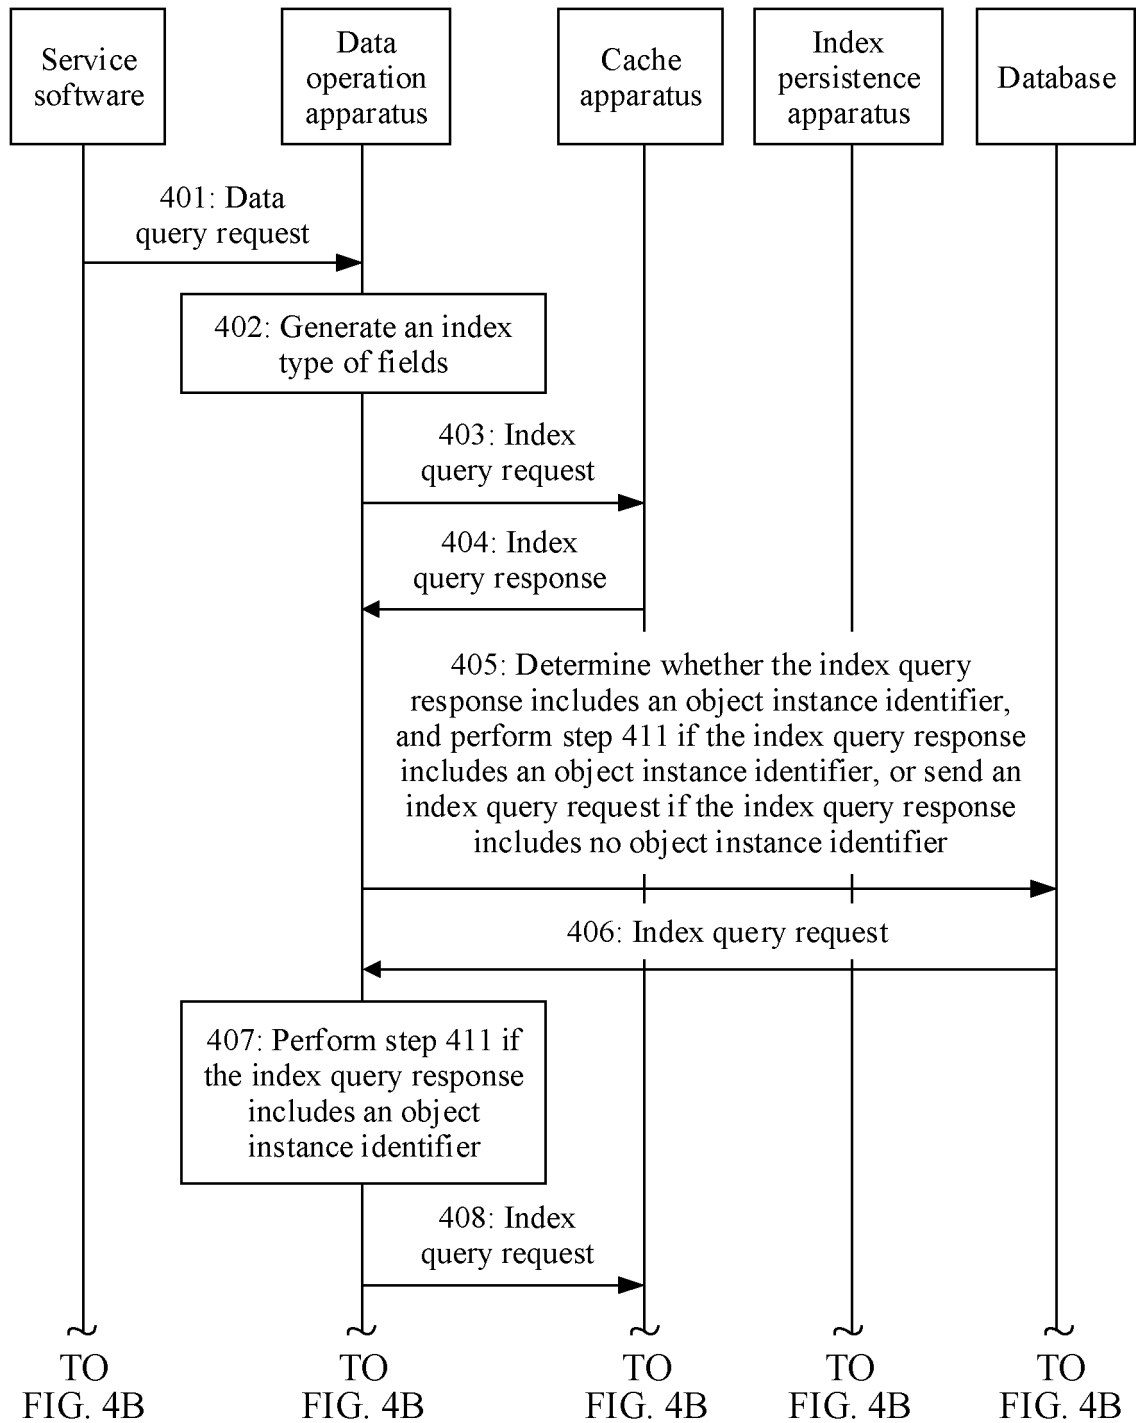 Service
software
Data
operation
apparatus
Cache
apparatus
Index
persistence
apparatus
Database
401: Data
query request
402: Generate an index
type of fields
403: Index
query request
404: Index
query response
405: Determine whether the index query
response includes an object instance identifier,
and perform step 411 if the index query response
includes an object instance identifier, or send an
index query request if the index query response
includes no object instance identifier
406: Index query request
407: Perform step 411 if
the index query response
includes an object
instance identifier
408: Index
query request
TO
FIG. 4B
TO
FIG. 4B
TO
FIG. 4B
TO
FIG. 4B
TO
FIG. 4B